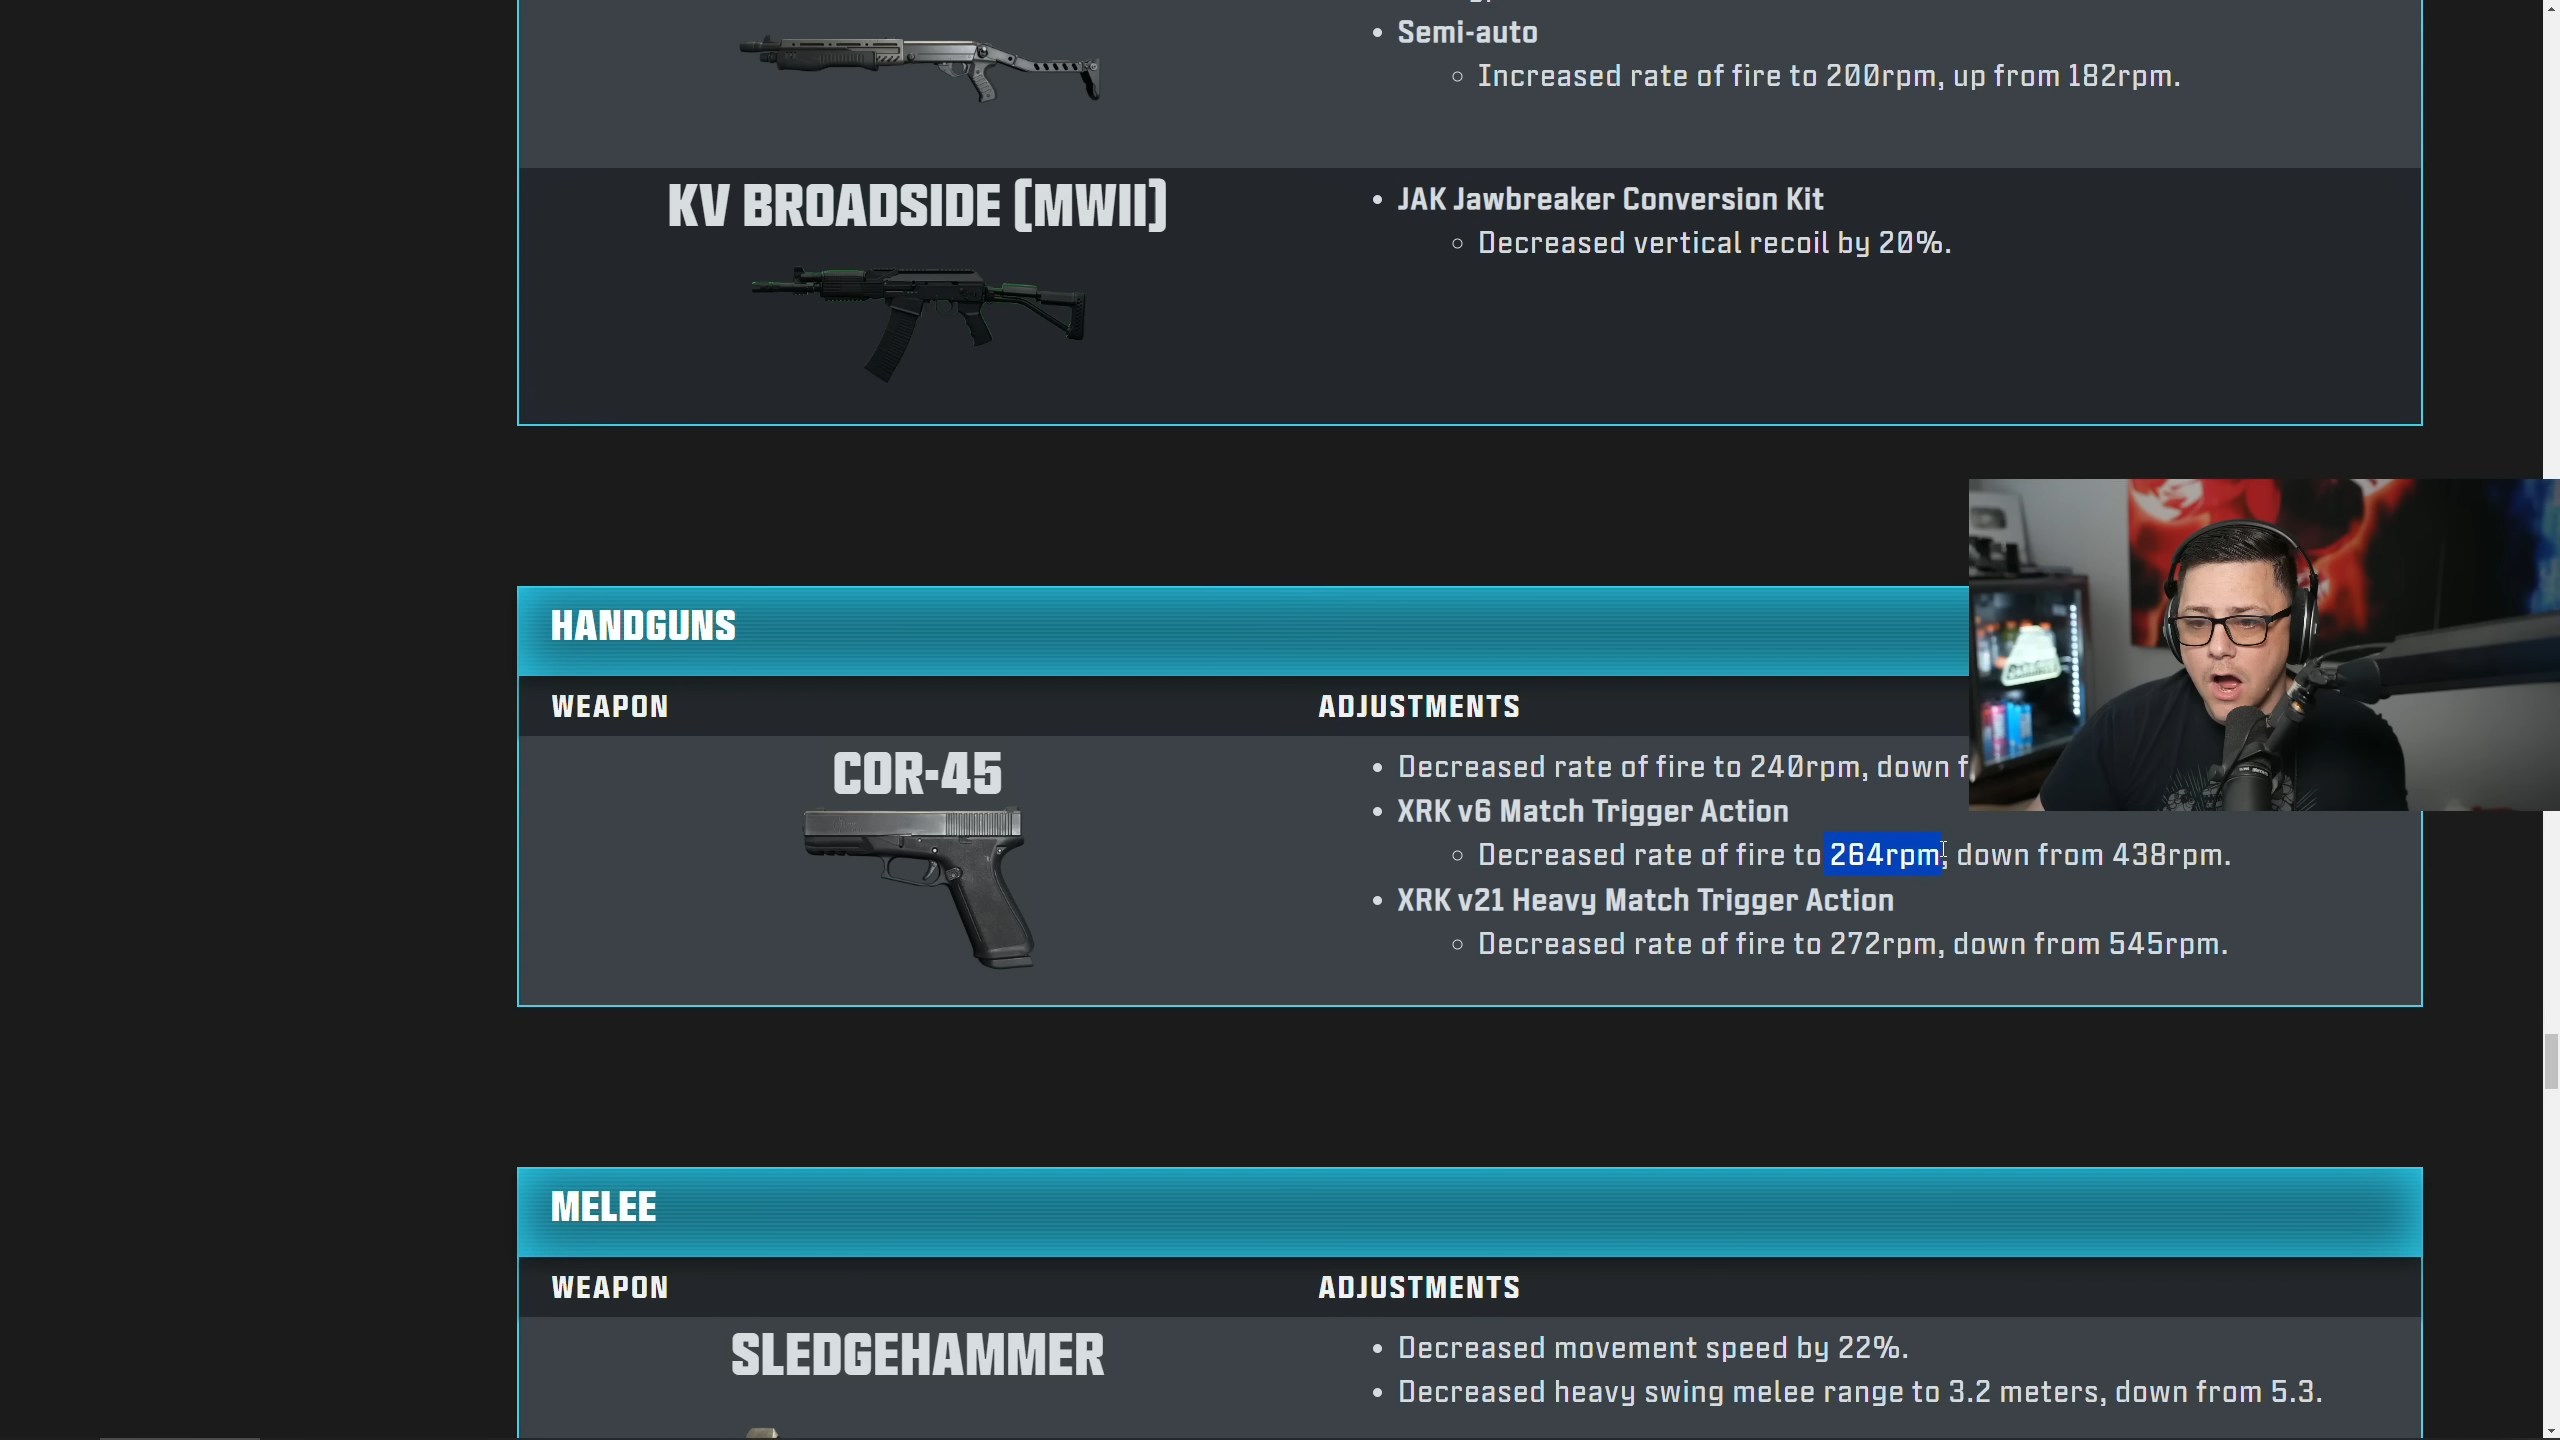 Semi-auto
Increased rate of fire to 200rpm, up from 182rpm.
KV BROADSIDE (MWII)
JAK Jawbreaker Conversion Kit
Decreased vertical recoil by 20%.
HANDGUNS
WEAPON
ADJUSTMENTS
COR-45
Decreased rate of fire to 240rpm, down
XRK v6 Match Trigger Action
Decreased rate of fire to 264rpm, down from 438rpm.
XRK v21 Heavy Match Trigger Action
Decreased rate of fire to 272rpm, down from 545rpm.
MELEE
WEAPON
ADJUSTMENTS
SLEDGEHAMMER
Decreased movement speed by 22%.
Decreased heavy swing melee range to 3.2 meters, down from 5.3.